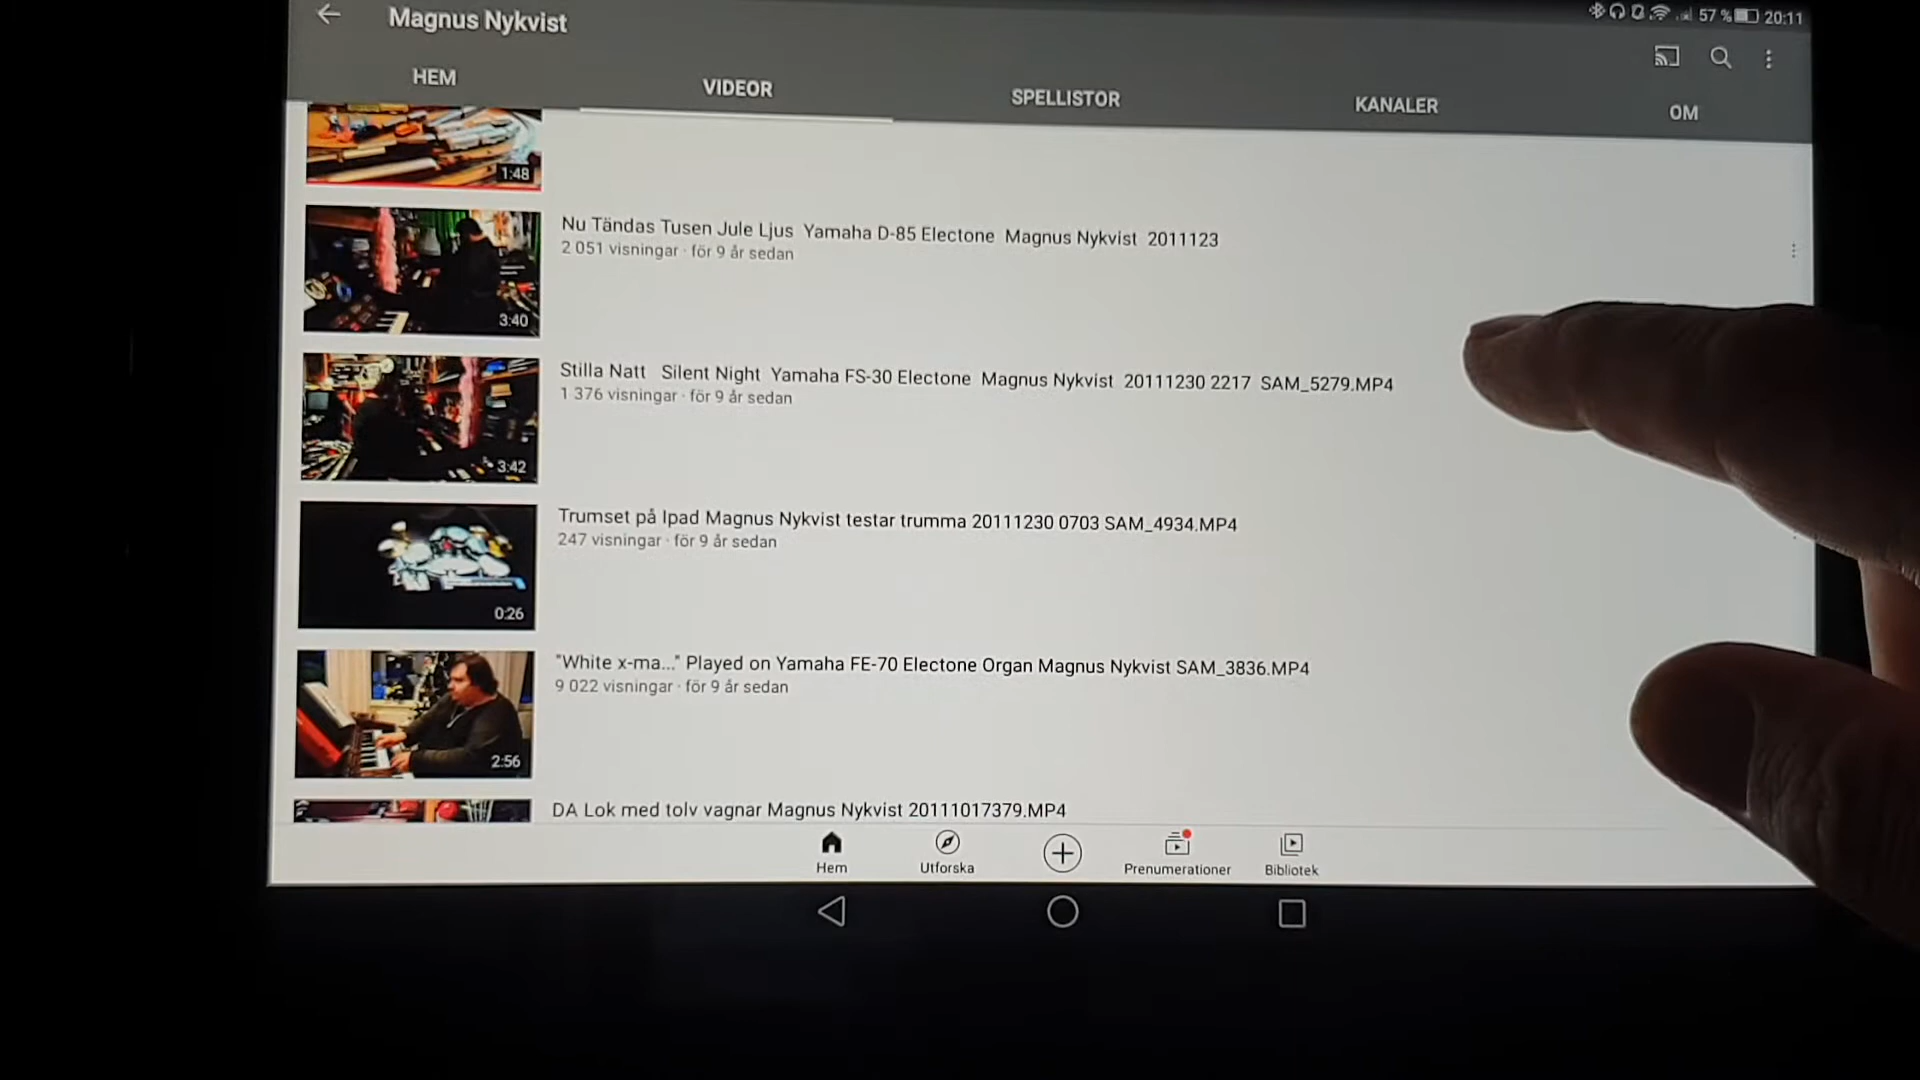 Magnus Nykvist
57 % 20:11
HEM
VIDEOR
SPELLISTOR
KANALER
OM
1:48
Nu Tändas Tusen Jule Ljus Yamaha D-85 Electone Magnus Nykvist 2011123
2 051 visningar · för 9 år sedan
3:40
Stilla Natt Silent Night Yamaha FS-30 Electone Magnus Nykvist 20111230 2217 SAM_5279.MP4
1 376 visningar · för 9 år sedan
3:42
Trumset på Ipad Magnus Nykvist testar trumma 20111230 0703 SAM_4934.MP4
247 visningar · för 9 år sedan
0:26
"White x-ma..." Played on Yamaha FE-70 Electone Organ Magnus Nykvist SAM_3836.MP4
9 022 visningar · för 9 år sedan
2:56
DA Lok med tolv vagnar Magnus Nykvist 20111017379.MP4
Hem
Utforska
Prenumerationer
Bibliotek